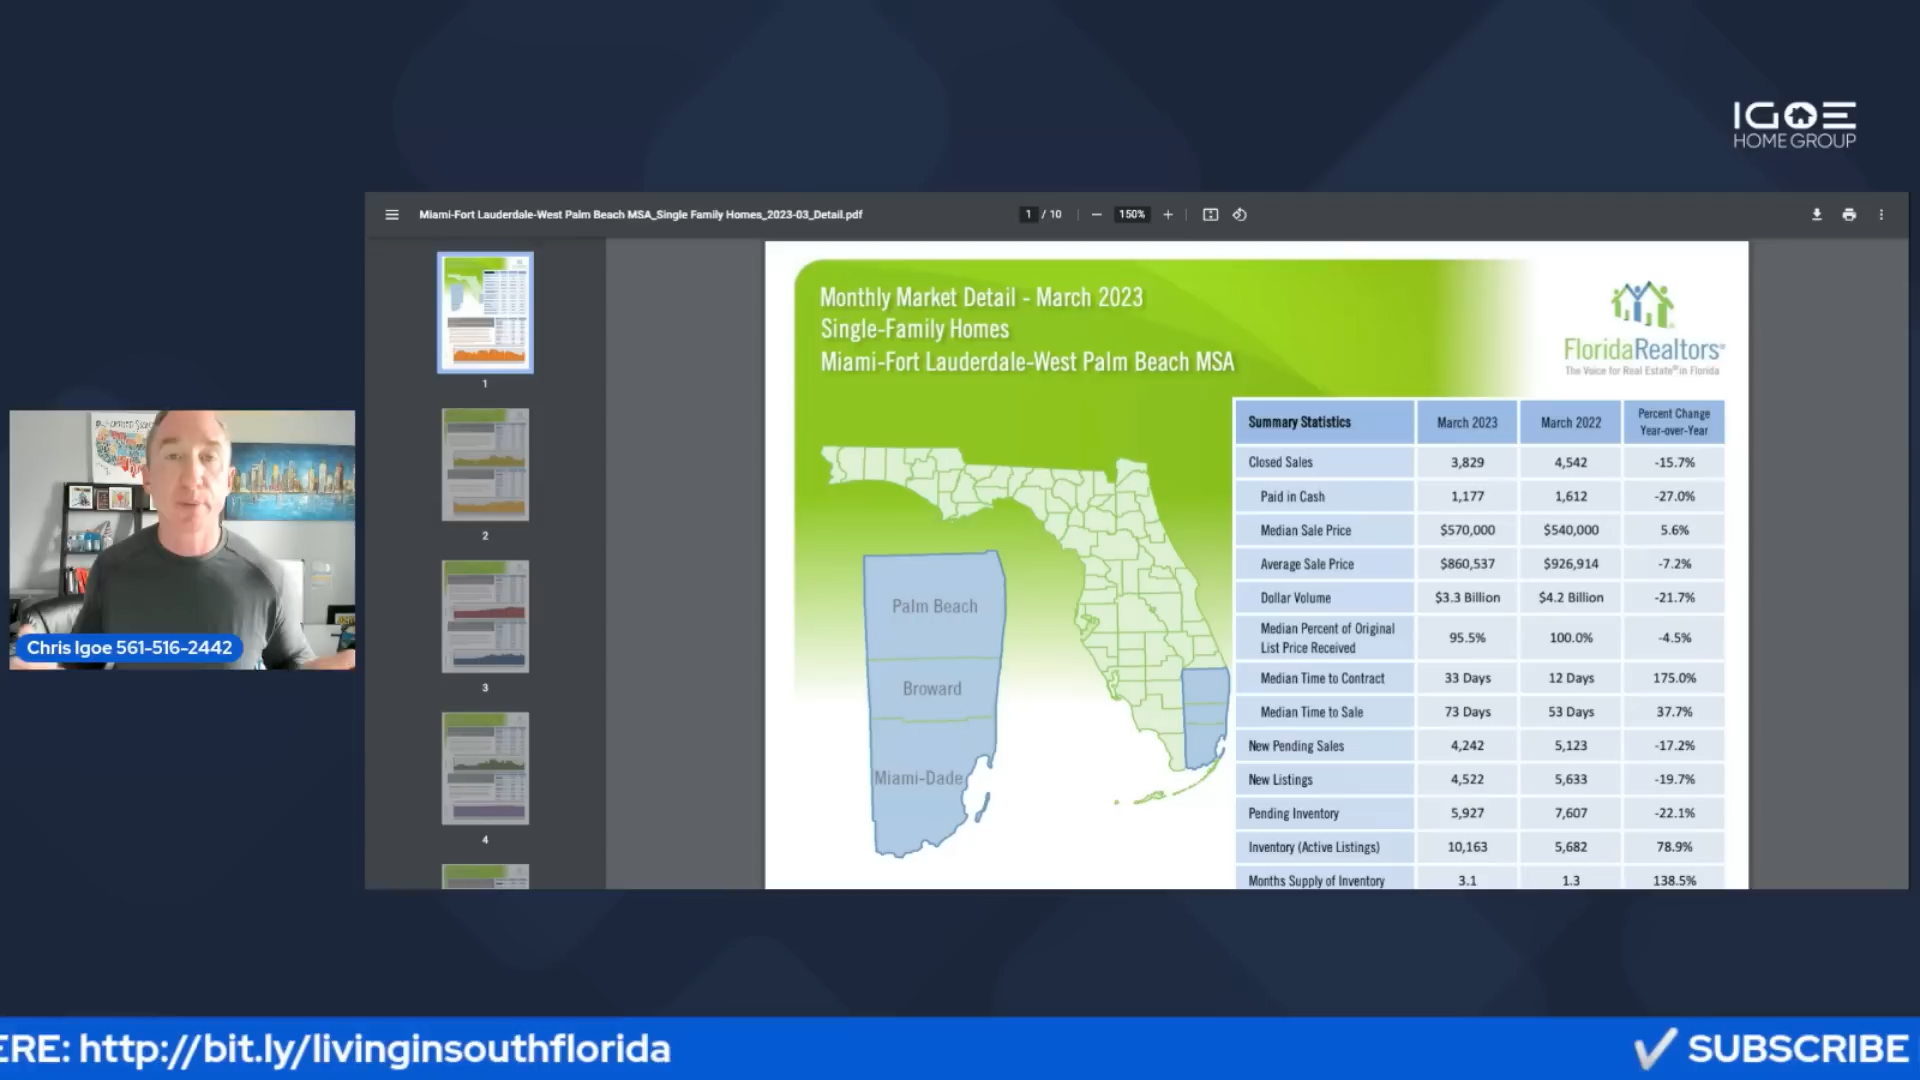 IGOE
HOME GROUP
Miami-Fort Lauderdale-West Palm Beach MSA_Single Family Homes_2023-03_Detail.pdf
1 / 10
150%
1
2
3
4
Monthly Market Detail - March 2023
Single-Family Homes
Miami-Fort Lauderdale-West Palm Beach MSA
FloridaRealtors®
The Voice for Real Estate® in Florida
Palm Beach
Broward
Miami-Dade
Summary Statistics March 2023 March 2022 Percent Change Year-over-Year
Closed Sales 3,829 4,542 -15.7%
Paid in Cash 1,177 1,612 -27.0%
Median Sale Price $570,000 $540,000 5.6%
Average Sale Price $860,537 $926,914 -7.2%
Dollar Volume $3.3 Billion $4.2 Billion -21.7%
Median Percent of Original List Price Received 95.5% 100.0% -4.5%
Median Time to Contract 33 Days 12 Days 175.0%
Median Time to Sale 73 Days 53 Days 37.7%
New Pending Sales 4,242 5,123 -17.2%
New Listings 4,522 5,633 -19.7%
Pending Inventory 5,927 7,607 -22.1%
Inventory (Active Listings) 10,163 5,682 78.9%
Months Supply of Inventory 3.1 1.3 138.5%
Chris Igoe 561-516-2442
ERE: http://bit.ly/livinginsouthflorida
SUBSCRIBE